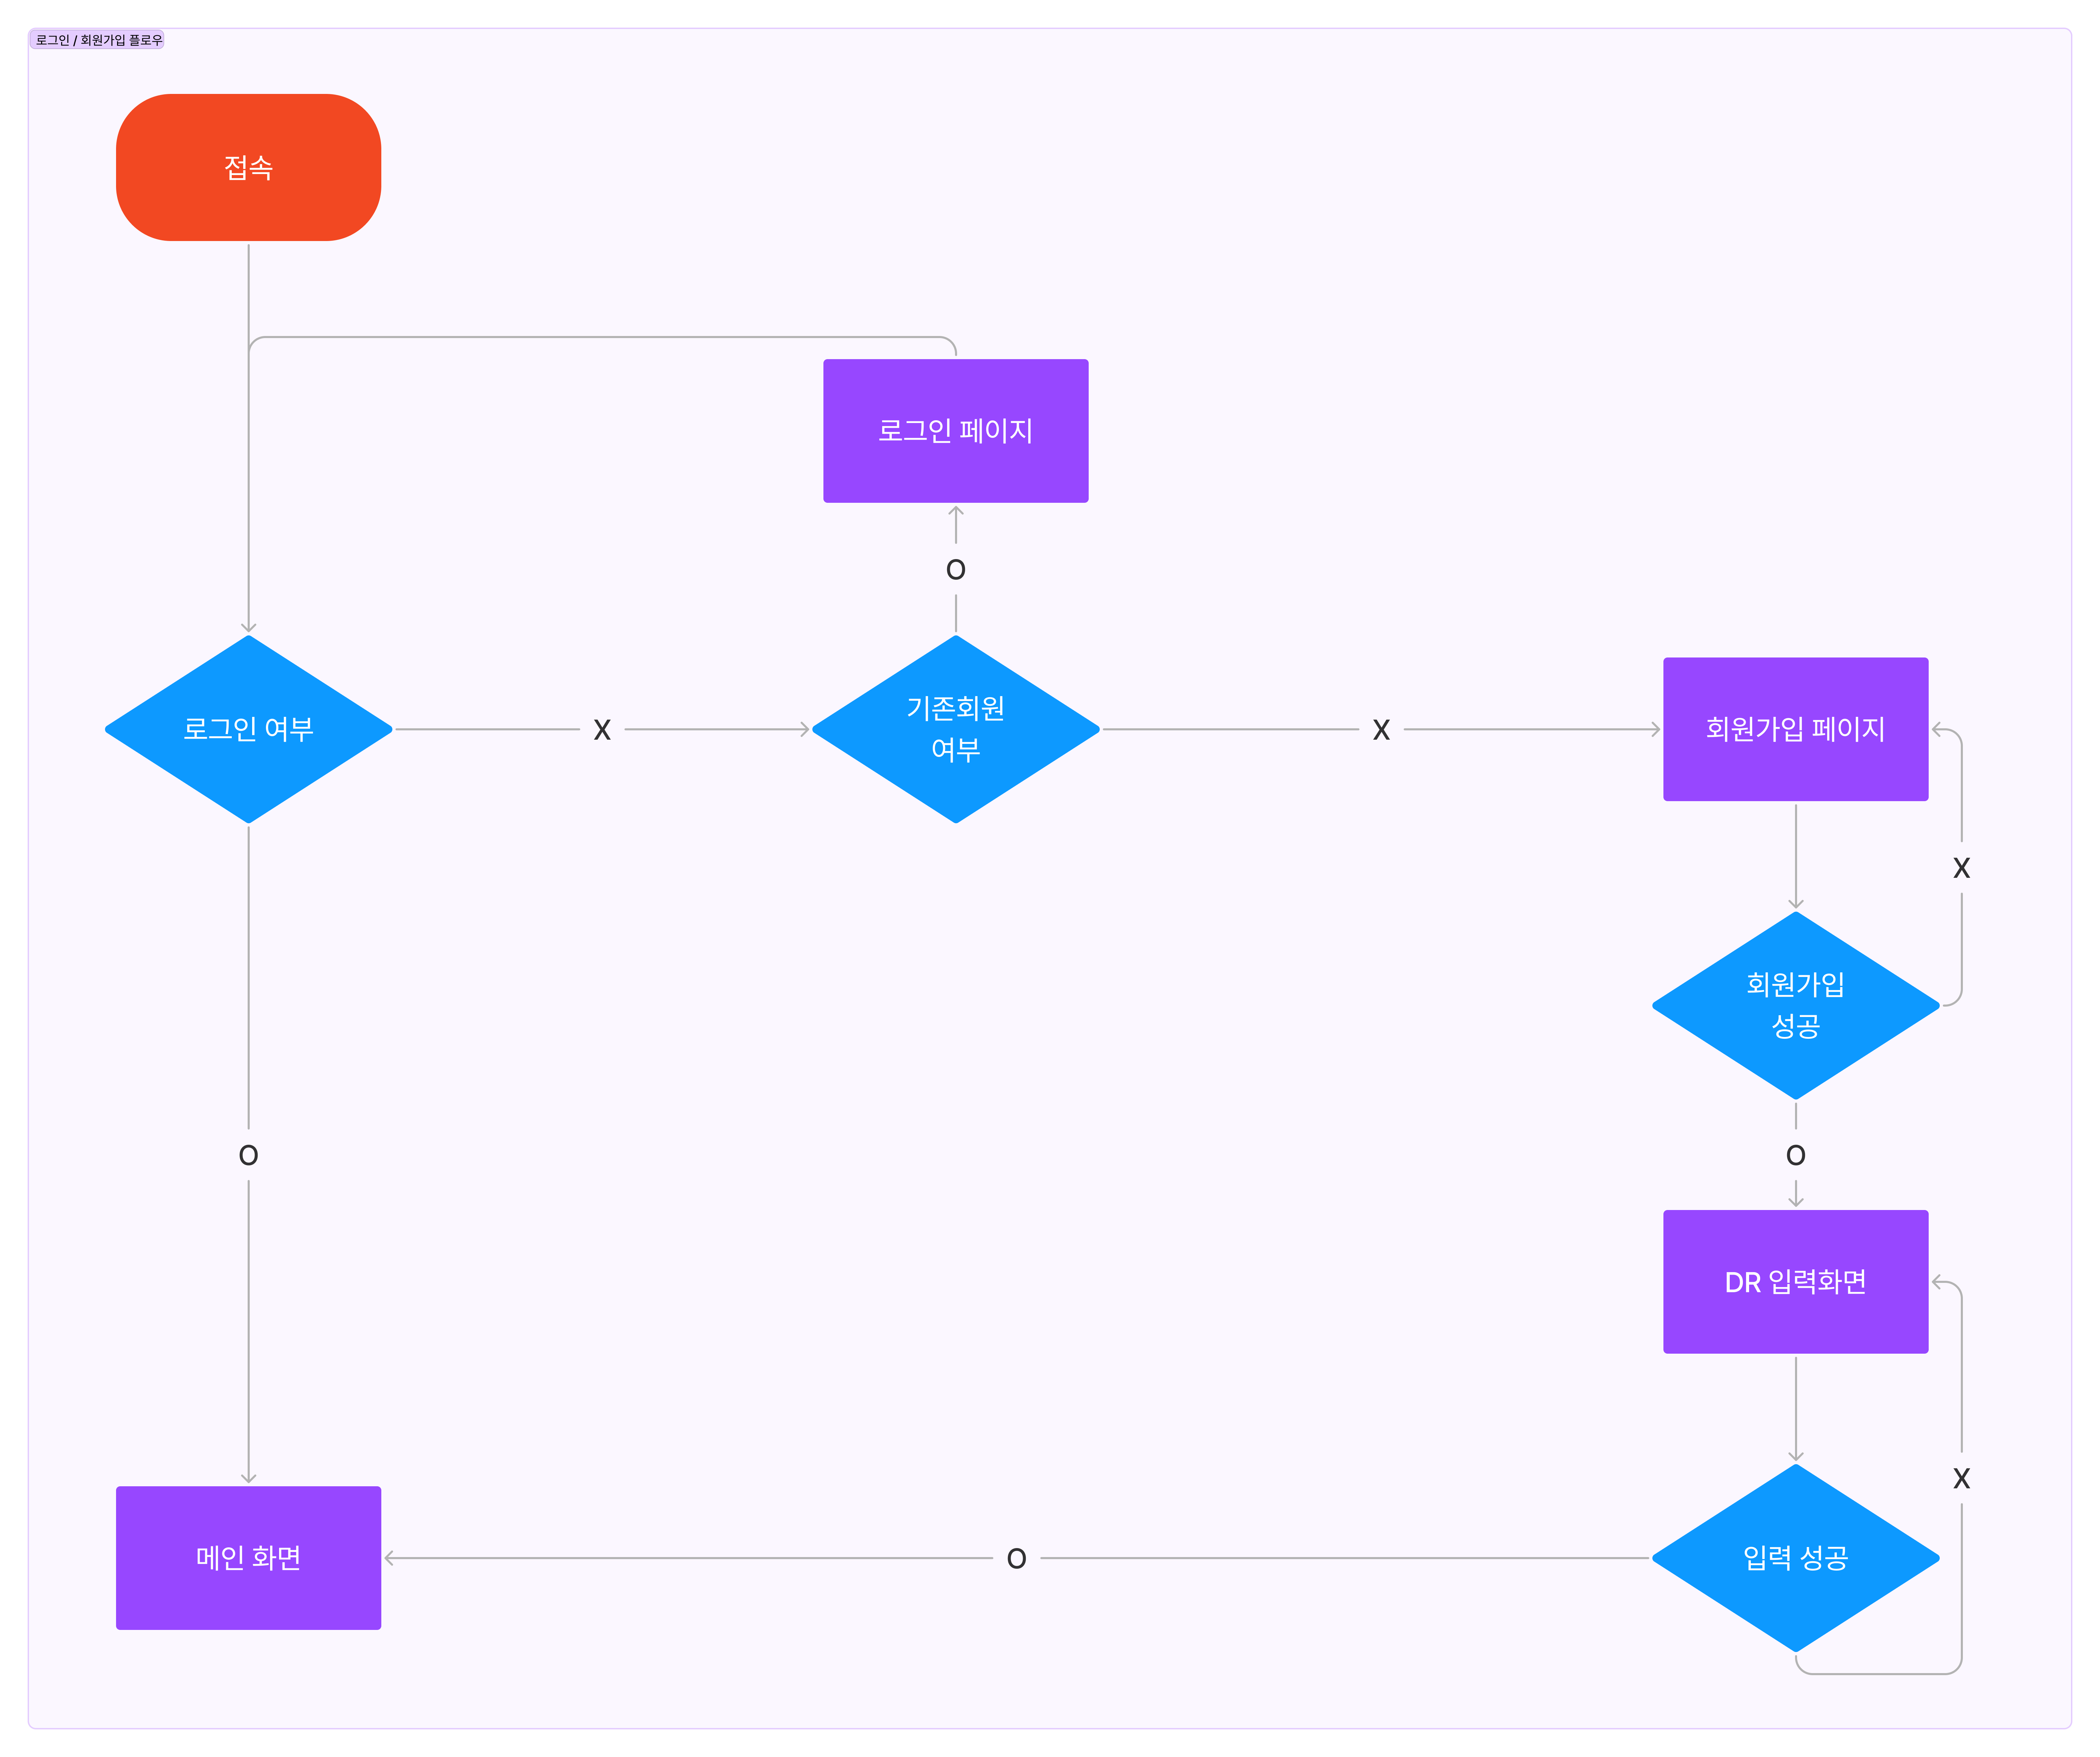 로그인 / 회원가입 플로우
접속
로그인 페이지
O
로그인 여부
X
기존회원
여부
X
회원가입 페이지
X
회원가입
성공
O
O
DR 입력화면
X
메인 화면
O
입력 성공